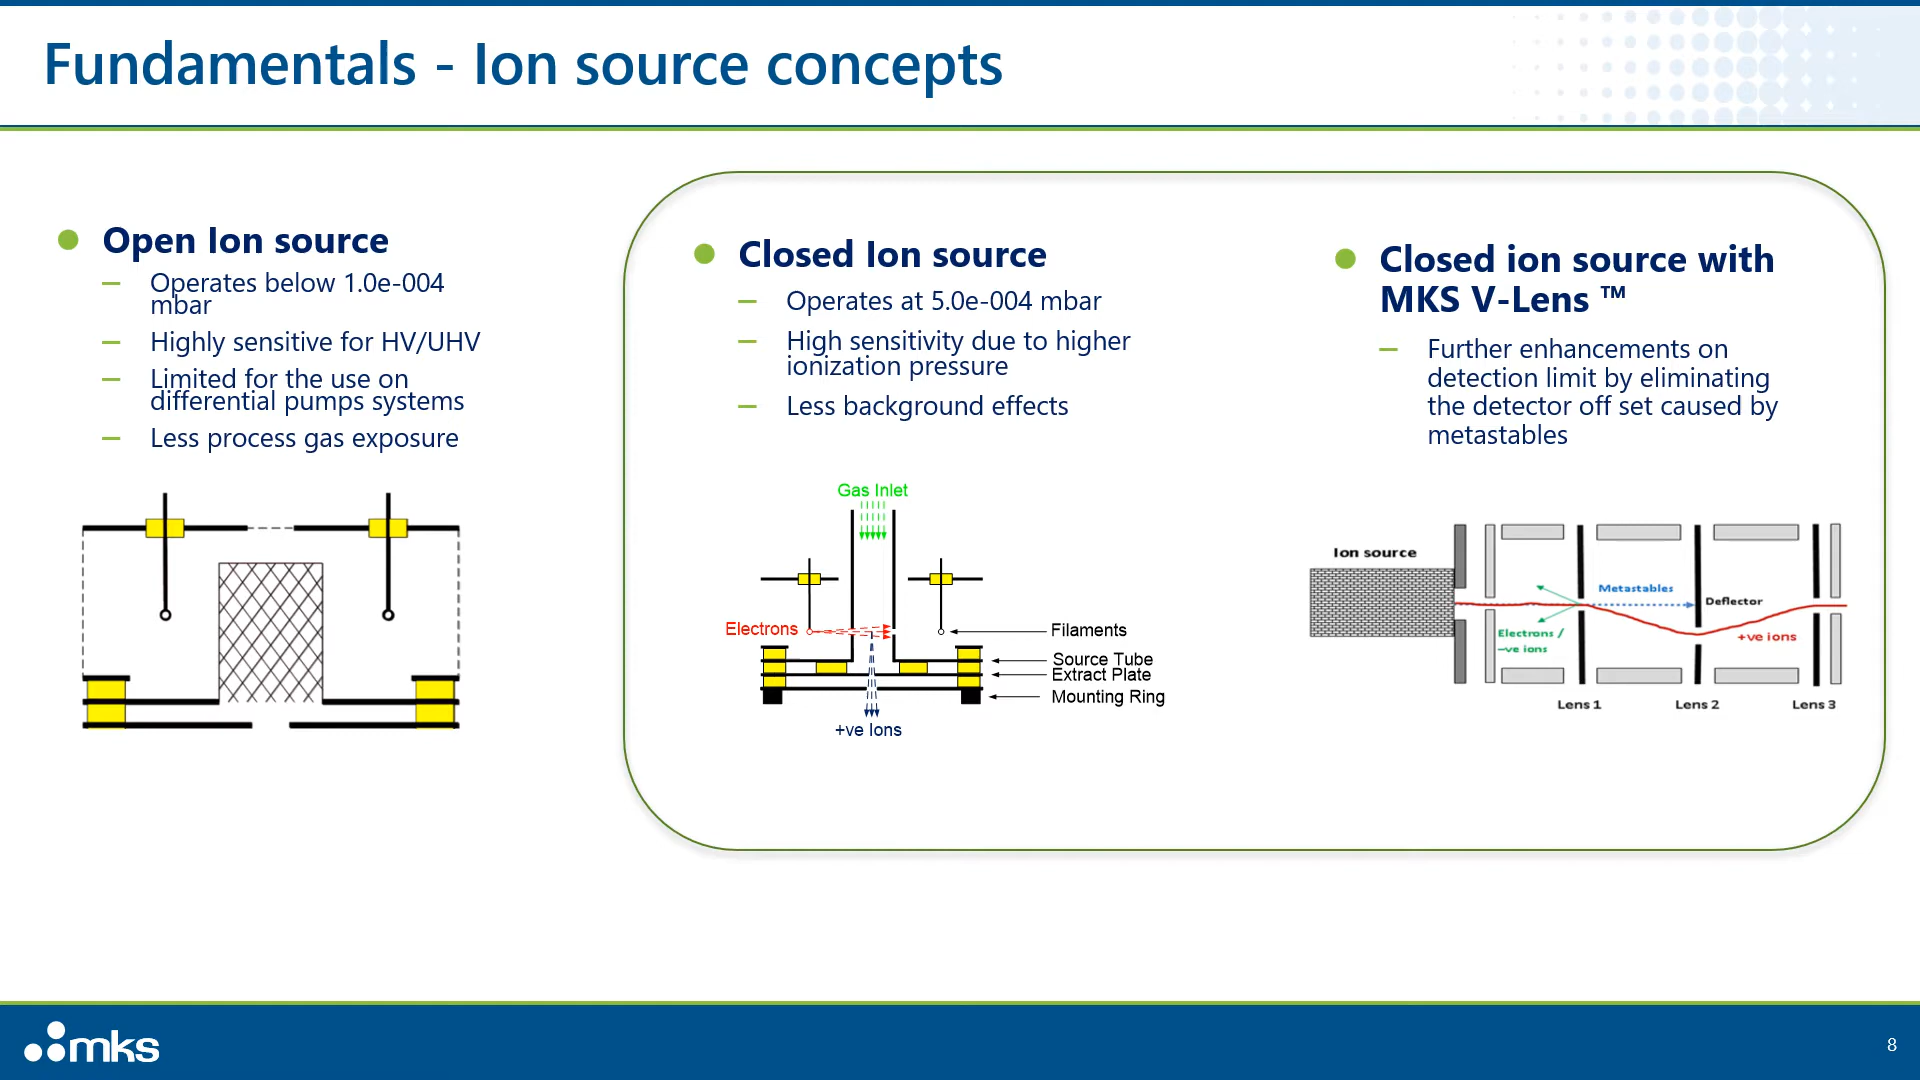 Fundamentals - Ion source concepts
Open Ion source
– Operates below 1.0e-004
mbar
– Highly sensitive for HV/UHV
– Limited for the use on
differential pumps systems
– Less process gas exposure
Closed Ion source
– Operates at 5.0e-004 mbar
– High sensitivity due to higher
ionization pressure
– Less background effects
Gas Inlet
Electrons
Filaments
Source Tube
Extract Plate
Mounting Ring
+ve Ions
Closed ion source with
MKS V-Lens ™
– Further enhancements on
detection limit by eliminating
the detector off set caused by
metastables
Ion source
Metastables
Deflector
Electrons /
–ve ions
+ve ions
Lens 1
Lens 2
Lens 3
mks
8